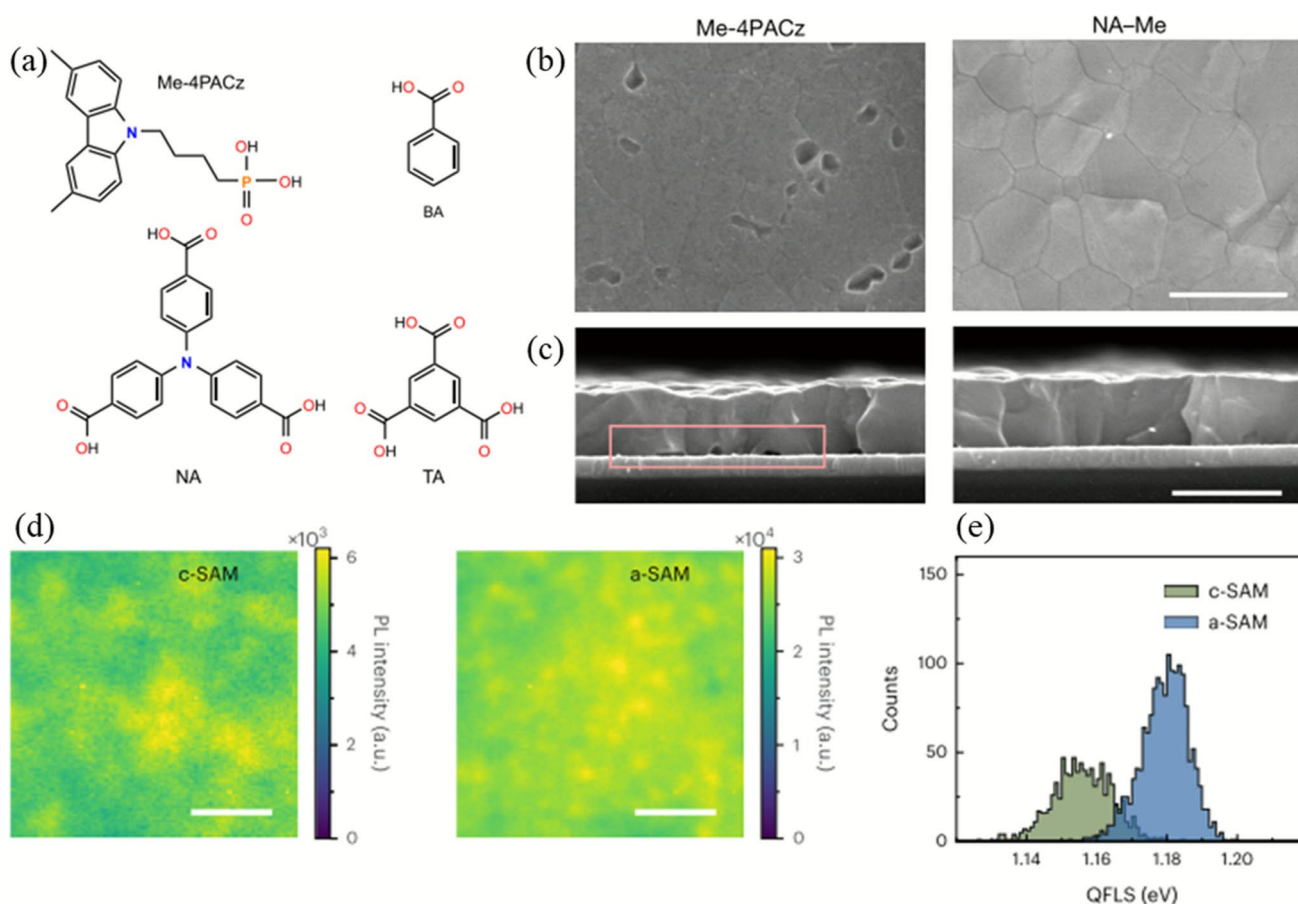 (a)
Me-4PACz
N
OH
P
OH
O
HO
O
BA
HO
O
N
O
OH
OH
O
NA
HO
O
O
OH
OH
O
TA
Me-4PACz
NA–Me
(b)
(c)
(d)
×10³
c-SAM
6
4
2
0
PL intensity (a.u.)
×10⁴
a-SAM
3
2
1
0
PL intensity (a.u.)
(e)
150
100
50
0
Counts
c-SAM
a-SAM
1.14
1.16
1.18
1.20
QFLS (eV)